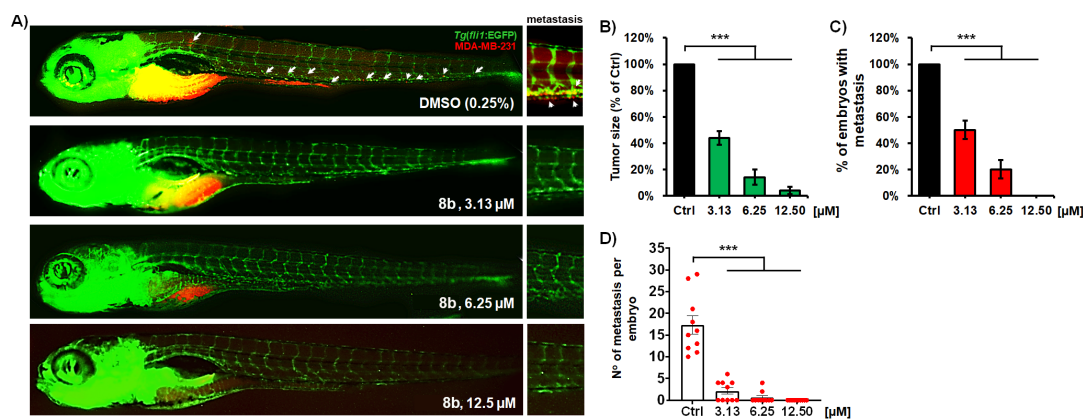 A)
metastasis
Tg(fli1:EGFP)
MDA-MB-231
DMSO (0.25%)
8b, 3.13 µM
8b, 6.25 µM
8b, 12.5 µM
B)
***
Tumor size (% of Ctrl)
120%
100%
80%
60%
40%
20%
0%
Ctrl 3.13 6.25 12.50 [µM]
C)
***
% of embryos with
metastasis
120%
100%
80%
60%
40%
20%
0%
Ctrl 3.13 6.25 12.50 [µM]
D)
***
Nº of metastasis per
embryo
35
30
25
20
15
10
5
0
Ctrl 3.13 6.25 12.50 [µM]